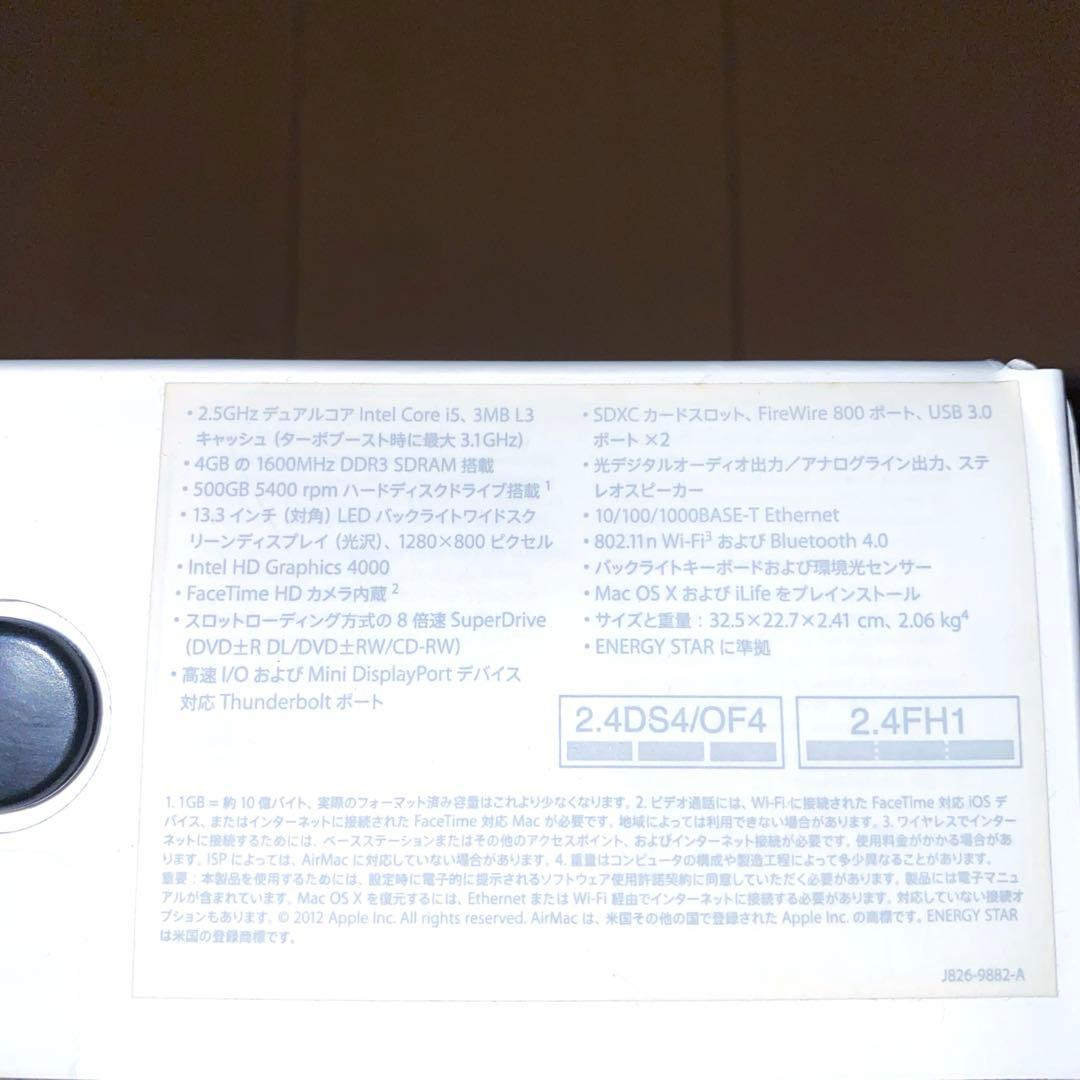 • 2.5GHz デュアルコア Intel Core i5、3MB L3
キャッシュ（ターボブースト時に最大 3.1GHz）
• 4GB の 1600MHz DDR3 SDRAM 搭載
• 500GB 5400 rpm ハードディスクドライブ搭載 1
• 13.3 インチ（対角）LED バックライトワイドスク
リーンディスプレイ（光沢）、1280×800 ピクセル
• Intel HD Graphics 4000
• FaceTime HD カメラ内蔵 2
• スロットローディング方式の 8 倍速 SuperDrive
（DVD±R DL/DVD±RW/CD-RW）
• 高速 I/O および Mini DisplayPort デバイス
対応 Thunderbolt ポート
• SDXC カードスロット、FireWire 800 ポート、USB 3.0
ポート ×2
• 光デジタルオーディオ出力／アナログライン出力、ステ
レオスピーカー
• 10/100/1000BASE-T Ethernet
• 802.11n Wi-Fi3 および Bluetooth 4.0
• バックライトキーボードおよび環境光センサー
• Mac OS X および iLife をプレインストール
• サイズと重量：32.5×22.7×2.41 cm、2.06 kg4
• ENERGY STAR に準拠
2.4DS4/OF4
2.4FH1
1. 1GB = 約 10 億バイト、実際のフォーマット済み容量はこれより少なくなります。2. ビデオ通話には、Wi-Fi に接続された FaceTime 対応 iOS デ
バイス、またはインターネットに接続された FaceTime 対応 Mac が必要です。地域によっては利用できない場合があります。3. ワイヤレスでインター
ネットに接続するためには、ベースステーションまたはその他のアクセスポイント、およびインターネット接続が必要です。使用料金がかかる場合があ
ります。ISP によっては、AirMac に対応していない場合があります。4. 重量はコンピュータの構成や製造工程によって多少異なることがあります。
重要：本製品を使用するためには、設定時に電子的に提示されるソフトウェア使用許諾契約に同意していただく必要があります。製品には電子マニュ
アルが含まれています。Mac OS X を復元するには、Ethernet または Wi-Fi 経由でインターネットに接続する必要があります。対応していない接続オ
プションもあります。© 2012 Apple Inc. All rights reserved. AirMac は、米国その他の国で登録された Apple Inc. の商標です。ENERGY STAR
は米国の登録商標です。
J826-9882-A